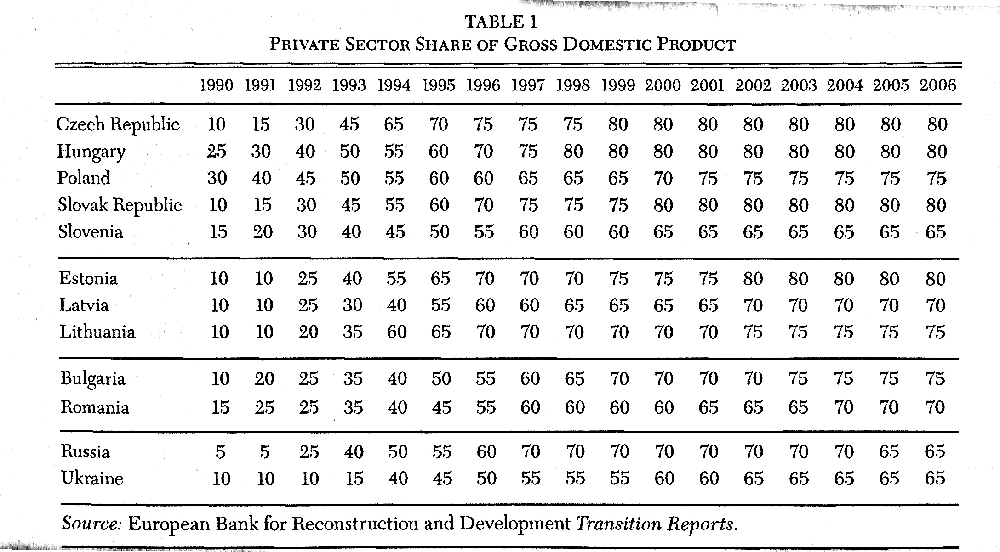 TABLE 1
PRIVATE SECTOR SHARE OF GROSS DOMESTIC PRODUCT
1990 1991 1992 1993 1994 1995 1996 1997 1998 1999 2000 2001 2002 2003 2004 2005 2006
Czech Republic 10 15 30 45 65 70 75 75 75 80 80 80 80 80 80 80 80
Hungary 25 30 40 50 55 60 70 75 80 80 80 80 80 80 80 80 80
Poland 30 40 45 50 55 60 60 65 65 65 70 75 75 75 75 75 75
Slovak Republic 10 15 30 45 55 60 70 75 75 75 80 80 80 80 80 80 80
Slovenia 15 20 30 40 45 50 55 60 60 60 65 65 65 65 65 65 65
Estonia 10 10 25 40 55 65 70 70 70 75 75 75 80 80 80 80 80
Latvia 10 10 25 30 40 55 60 60 65 65 65 65 70 70 70 70 70
Lithuania 10 10 20 35 60 65 70 70 70 70 70 70 75 75 75 75 75
Bulgaria 10 20 25 35 40 50 55 60 65 70 70 70 70 75 75 75 75
Romania 15 25 25 35 40 45 55 60 60 60 60 65 65 65 70 70 70
Russia 5 5 25 40 50 55 60 70 70 70 70 70 70 70 70 65 65
Ukraine 10 10 10 15 40 45 50 55 55 55 60 60 65 65 65 65 65
Source: European Bank for Reconstruction and Development Transition Reports.